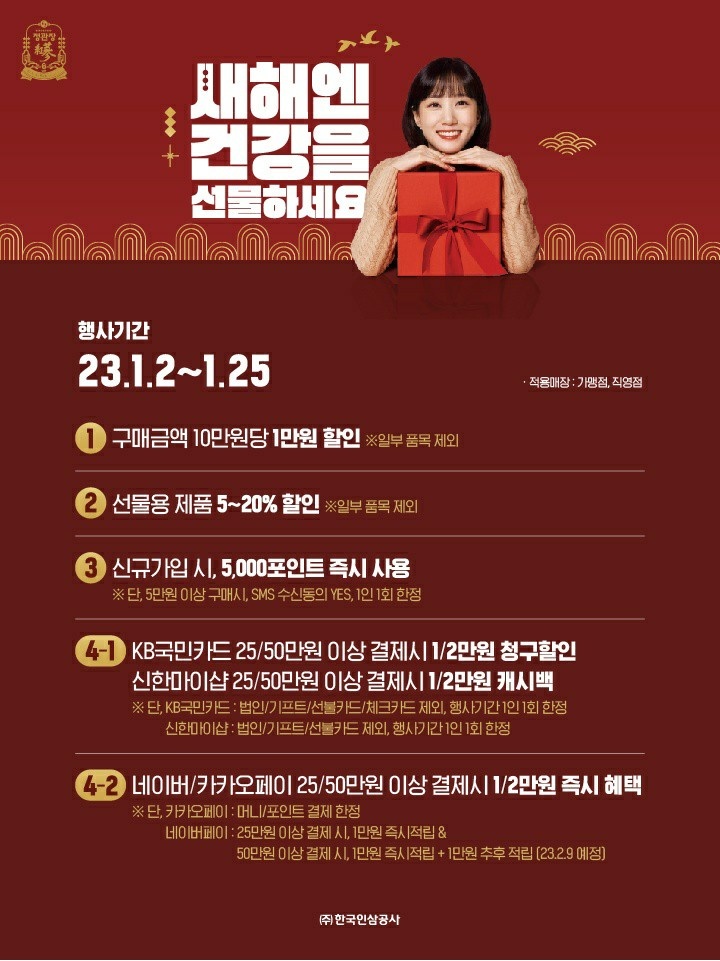 정관장
새해엔
건강을
선물하세요
행사기간
23.1.2~1.25
· 적용매장 : 가맹점, 직영점
1 구매금액 10만원당 1만원 할인 ※일부 품목 제외
2 선물용 제품 5~20% 할인 ※일부 품목 제외
3 신규가입 시, 5,000포인트 즉시 사용
※ 단, 5만원 이상 구매시, SMS 수신동의 YES, 1인 1회 한정
4-1 KB국민카드 25/50만원 이상 결제시 1/2만원 청구할인
신한마이샵 25/50만원 이상 결제시 1/2만원 캐시백
※ 단, KB국민카드 : 법인/기프트/선불카드/체크카드 제외, 행사기간 1인 1회 한정
신한마이샵 : 법인/기프트/선불카드 제외, 행사기간 1인 1회 한정
4-2 네이버/카카오페이 25/50만원 이상 결제시 1/2만원 즉시 혜택
※ 단, 카카오페이 : 머니/포인트 결제 한정
네이버페이 : 25만원 이상 결제 시, 1만원 즉시적립 &
50만원 이상 결제 시, 1만원 즉시적립 + 1만원 추후 적립 (23.2.9 예정)
㈜한국인삼공사